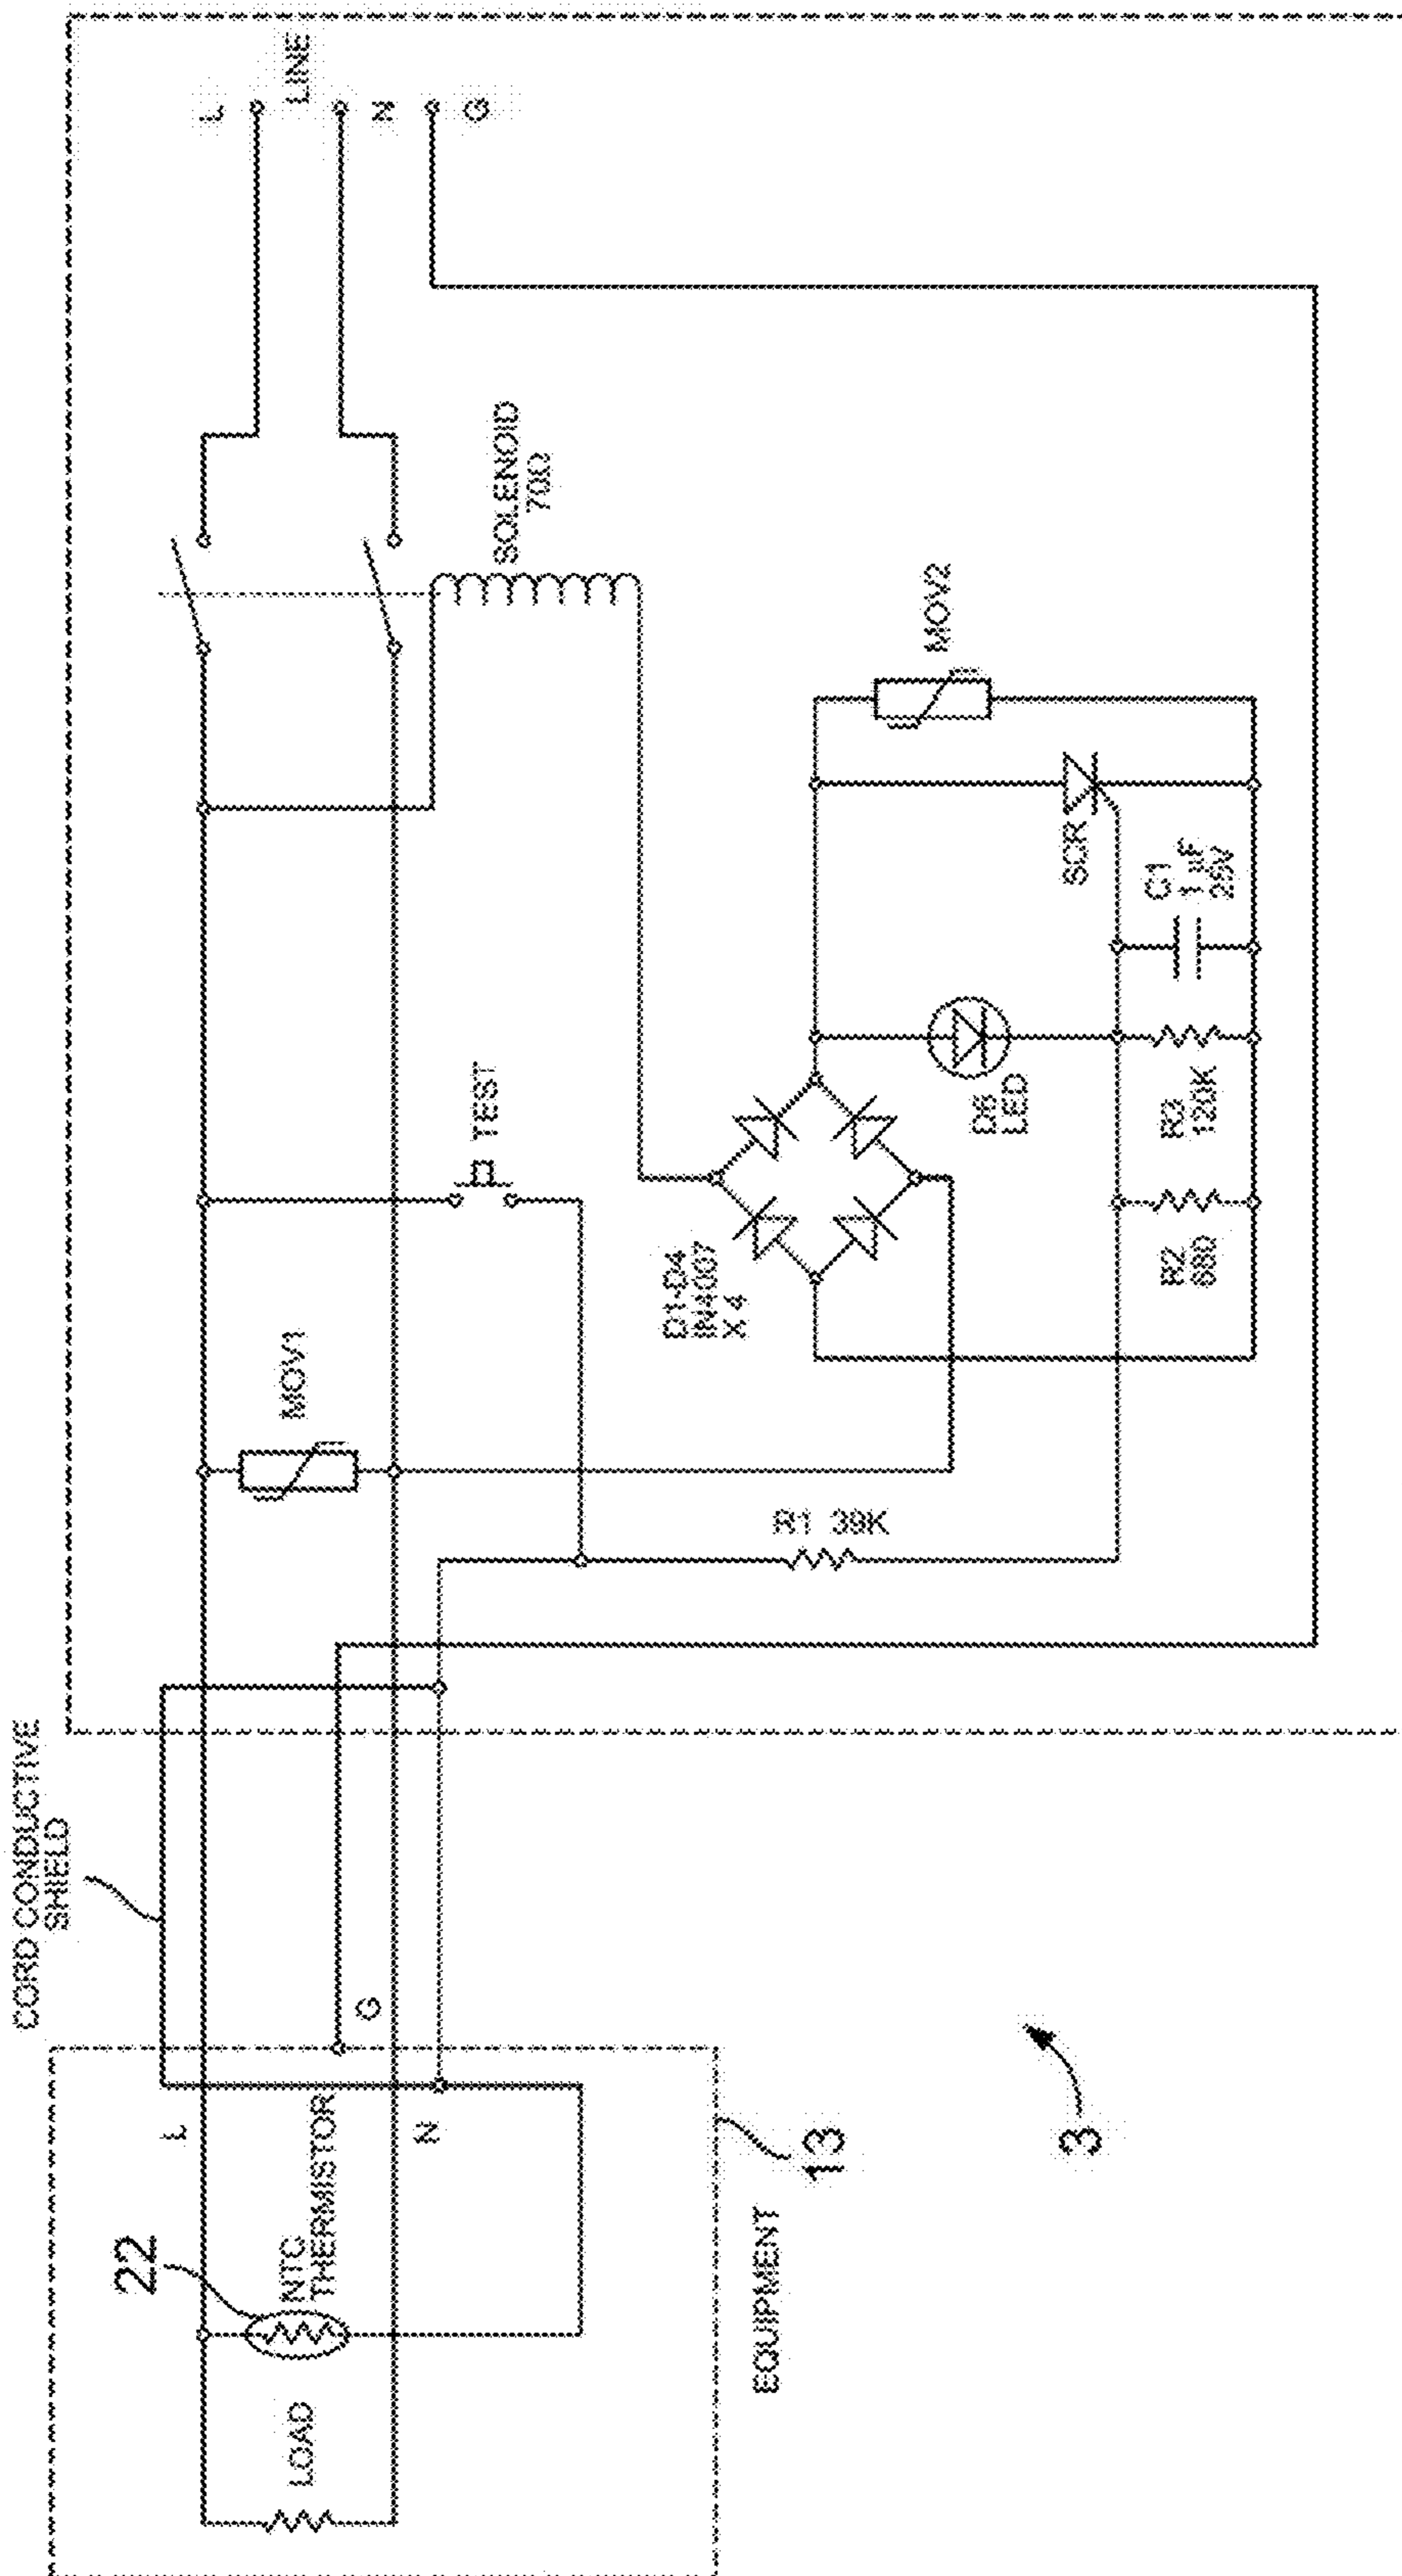 CORD CONDUCTIVE
SHIELD
22
L
L
LINE
N
G
LOAD
NTC
THERMISTOR
G
N
MOV1
TEST
SOLENOID
70Ω
D1-D4
IN4007
X 4
EQUIPMENT
13
R1 39K
MOV2
LED
SCR
3
R2
680
R3
120K
C1
1 uF
25V